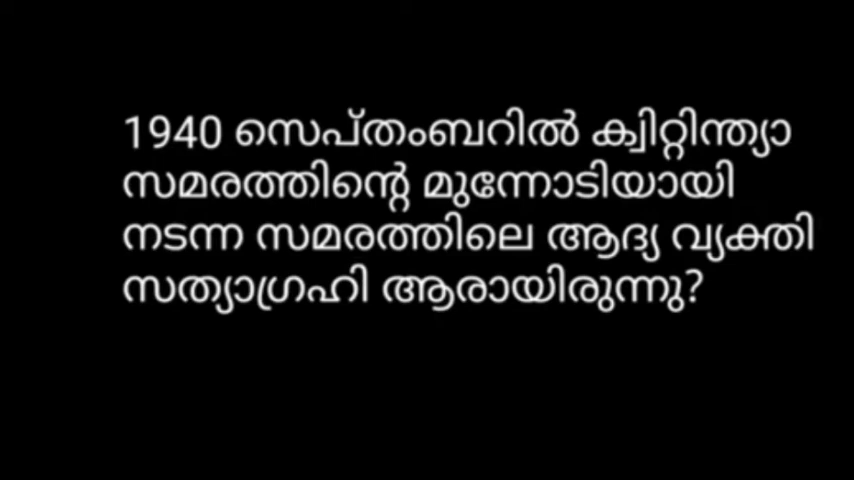 1940 സെപ്തംബറിൽ ക്വിറ്റിന്ത്യാ
സമരത്തിന്റെ മുന്നോടിയായി
നടന്ന സമരത്തിലെ ആദ്യ വ്യക്തി
സത്യാഗ്രഹി ആരായിരുന്നു?